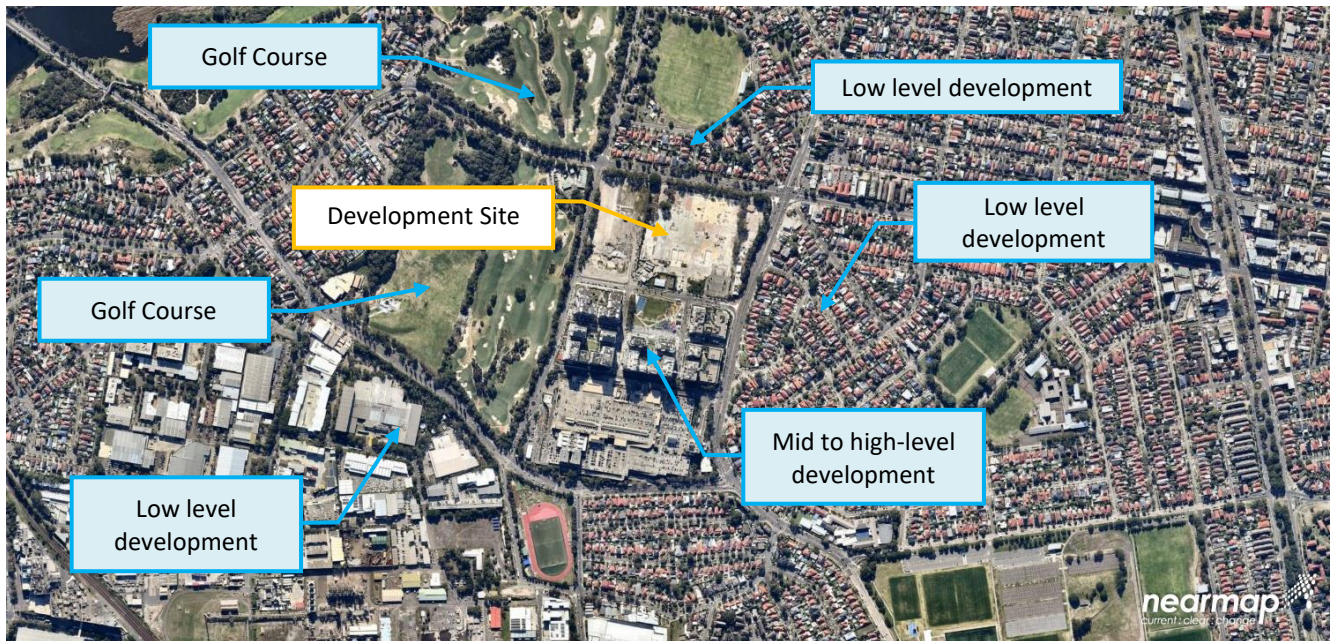 Golf Course
Low level development
Development Site
Low level
development
Golf Course
Mid to high-level
development
Low level
development
nearmap
current : clear : change